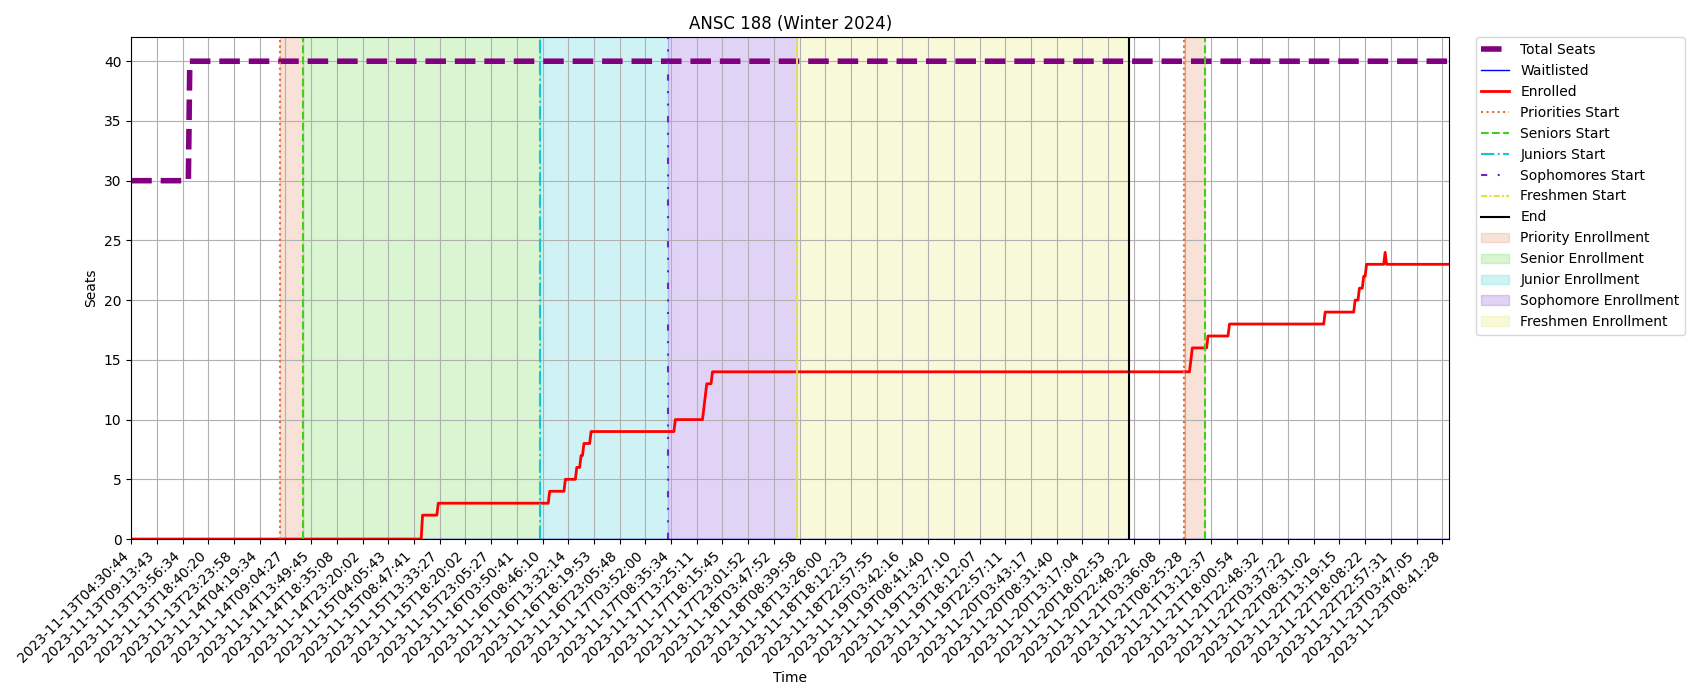 ANSC 188 (Winter 2024)
Seats
40
35
30
25
20
15
10
5
0
2023-11-13T04:30:44
2023-11-13T09:13:43
2023-11-13T13:56:34
2023-11-13T18:40:20
2023-11-13T23:23:58
2023-11-14T04:19:34
2023-11-14T09:04:27
2023-11-14T13:49:45
2023-11-14T18:35:08
2023-11-14T23:20:02
2023-11-15T04:05:43
2023-11-15T08:47:41
2023-11-15T13:33:27
2023-11-15T18:20:02
2023-11-15T23:05:27
2023-11-16T03:50:41
2023-11-16T08:46:10
2023-11-16T13:32:14
2023-11-16T18:19:53
2023-11-16T23:05:48
2023-11-17T03:52:00
2023-11-17T08:35:34
2023-11-17T13:25:11
2023-11-17T18:15:45
2023-11-17T23:01:52
2023-11-18T03:47:52
2023-11-18T08:39:58
2023-11-18T13:26:00
2023-11-18T18:12:23
2023-11-18T22:57:55
2023-11-19T03:42:16
2023-11-19T08:41:40
2023-11-19T13:27:10
2023-11-19T18:12:07
2023-11-19T22:57:11
2023-11-20T03:43:17
2023-11-20T08:31:40
2023-11-20T13:17:04
2023-11-20T18:02:53
2023-11-20T22:48:22
2023-11-21T03:36:08
2023-11-21T08:25:28
2023-11-21T13:12:37
2023-11-21T18:00:54
2023-11-21T22:48:32
2023-11-22T03:37:22
2023-11-22T08:31:02
2023-11-22T13:19:15
2023-11-22T18:08:22
2023-11-22T22:57:31
2023-11-23T03:47:05
2023-11-23T08:41:28
Time
Total Seats
Waitlisted
Enrolled
Priorities Start
Seniors Start
Juniors Start
Sophomores Start
Freshmen Start
End
Priority Enrollment
Senior Enrollment
Junior Enrollment
Sophomore Enrollment
Freshmen Enrollment